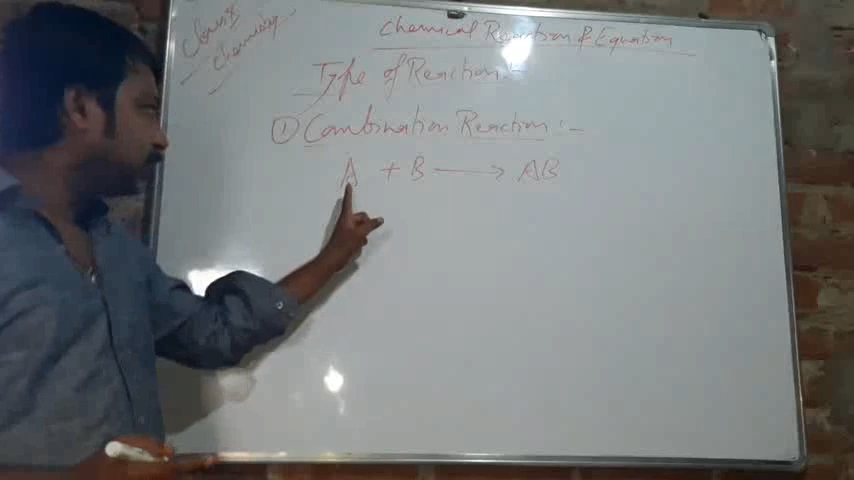 Class X
Chemistry
Chemical Reaction & Equation
Type of Reaction :-
① Combination Reaction :-
A + B ⟶ AB